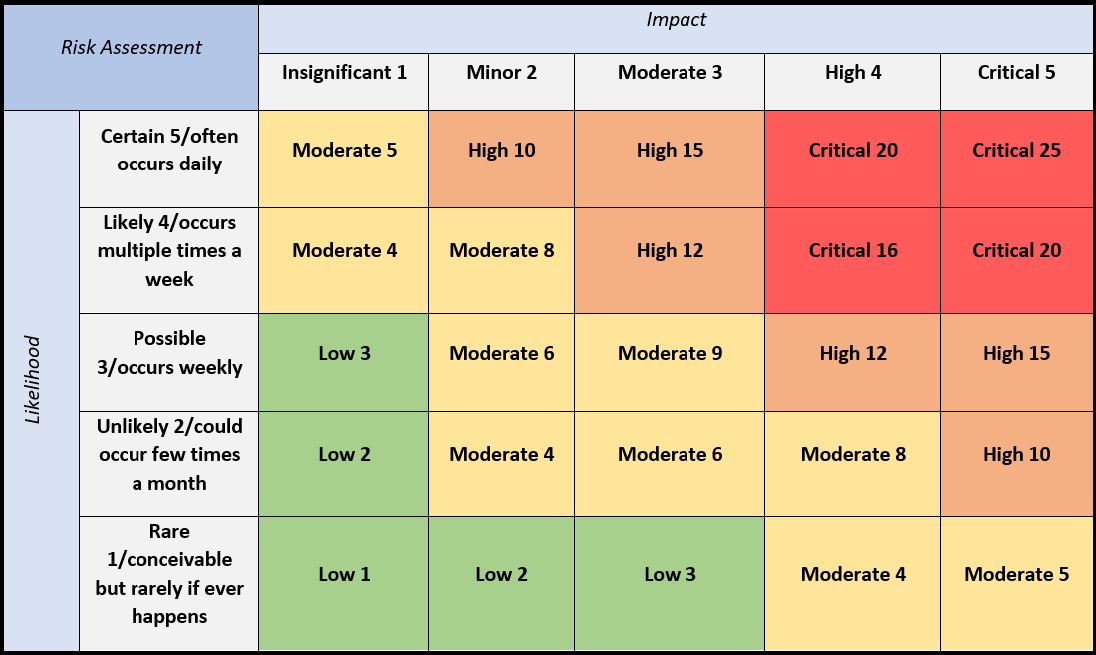 Risk Assessment
Impact
Insignificant 1
Minor 2
Moderate 3
High 4
Critical 5
Likelihood
Certain 5/often
occurs daily
Moderate 5
High 10
High 15
Critical 20
Critical 25
Likely 4/occurs
multiple times a
week
Moderate 4
Moderate 8
High 12
Critical 16
Critical 20
Possible
3/occurs weekly
Low 3
Moderate 6
Moderate 9
High 12
High 15
Unlikely 2/could
occur few times
a month
Low 2
Moderate 4
Moderate 6
Moderate 8
High 10
Rare
1/conceivable
but rarely if ever
happens
Low 1
Low 2
Low 3
Moderate 4
Moderate 5